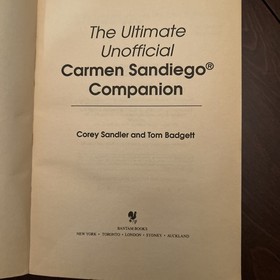 The Ultimate
Unofficial
Carmen Sandiego®
Companion
Corey Sandler and Tom Badgett
BANTAM BOOKS
NEW YORK • TORONTO • LONDON • SYDNEY • AUCKLAND